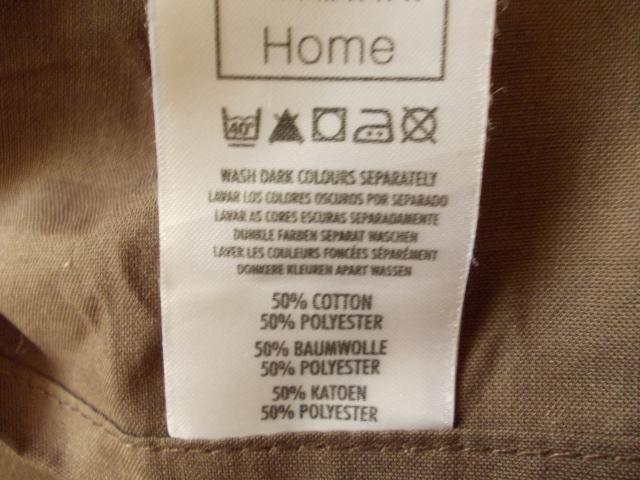 Home
40°
WASH DARK COLOURS SEPARATELY
LAVAR LOS COLORES OSCUROS POR SEPARADO
LAVAR AS CORES ESCURAS SEPARADAMENTE
DUNKLE FARBEN SEPARAT WASCHEN
LAVER LES COULEURS FONCÉES SÉPARÉMENT
DONKERE KLEUREN APART WASSEN
50% COTTON
50% POLYESTER
50% BAUMWOLLE
50% POLYESTER
50% KATOEN
50% POLYESTER